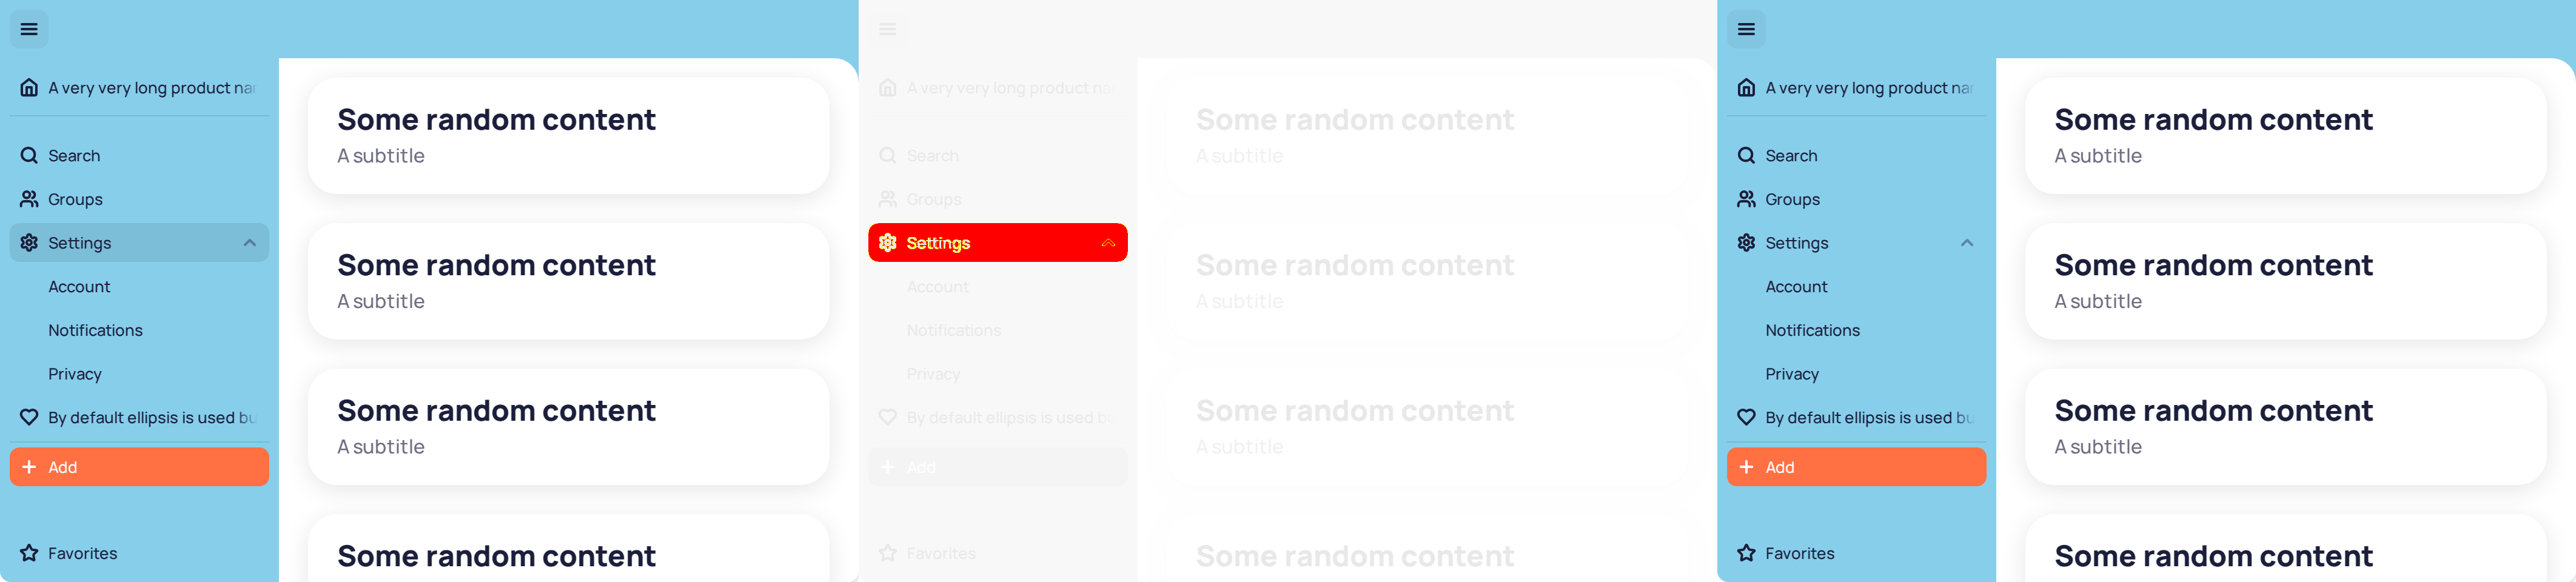 A very very long product nar
Search
Groups
Settings
Account
Notifications
Privacy
By default ellipsis is used bu
Add
Favorites
Some random content
A subtitle
Some random content
A subtitle
Some random content
A subtitle
Some random content
A very very long product nar
Search
Groups
Settings
Account
Notifications
Privacy
By default ellipsis is used bu
Add
Favorites
Some random content
A subtitle
Some random content
A subtitle
Some random content
A subtitle
Some random content
A very very long product nar
Search
Groups
Settings
Account
Notifications
Privacy
By default ellipsis is used bu
Add
Favorites
Some random content
A subtitle
Some random content
A subtitle
Some random content
A subtitle
Some random content